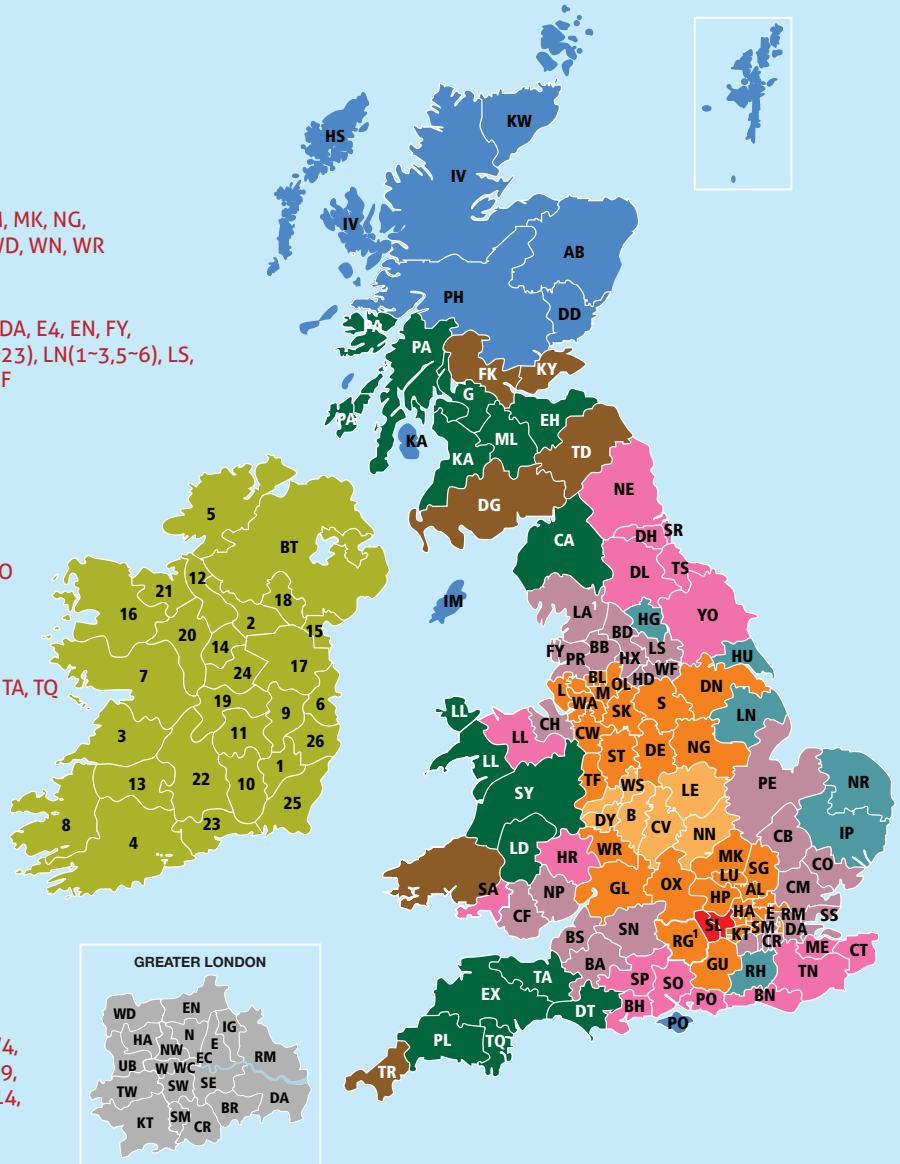 KW
HS
IV
IV
AB
PH
DD
M, MK, NG,
WD, WN, WR
DA, E4, EN, FY,
~23), LN(1~3,5~6), LS,
F
PA
PA
FK
KY
G
PA
EH
KA
ML
KA
TD
DG
NE
CA
DH
SR
DL
TS
IM
LA¹
HG
YO
BD
FY
BB
LS
PR
HX
WF
HU
HD
BL
OL
DN
L
M
WA
SK
S
LN
LL
CH
LL
CW
LL
ST
DE
NG
TF
WS
LE
PE
NR
SY
DY
B
CV
NN
CB
IP
LD
HR
WR
MK
SG
CO
LU
SA
NP
GL
OX
HP
AL
CM
CF
HA
E
RM
SS
SL
KT
SM
DA
CR
BS
SN
RG¹
ME
CT
BA
GU
RH
TN
TA
SP
SO
PO
BN
EX
DT
BH
PO
PL
TQ
TR
5
BT
12
21
16
18
2
15
20
14
7
24
17
19
6
9
3
11
26
1
13
22
10
25
8
23
4
O
TA, TQ
4,
9,
14,
GREATER LONDON
WD
EN
HA
N
IG
NW
E
EC
RM
UB
W
WC
TW
SW
SE
DA
KT
SM
BR
CR